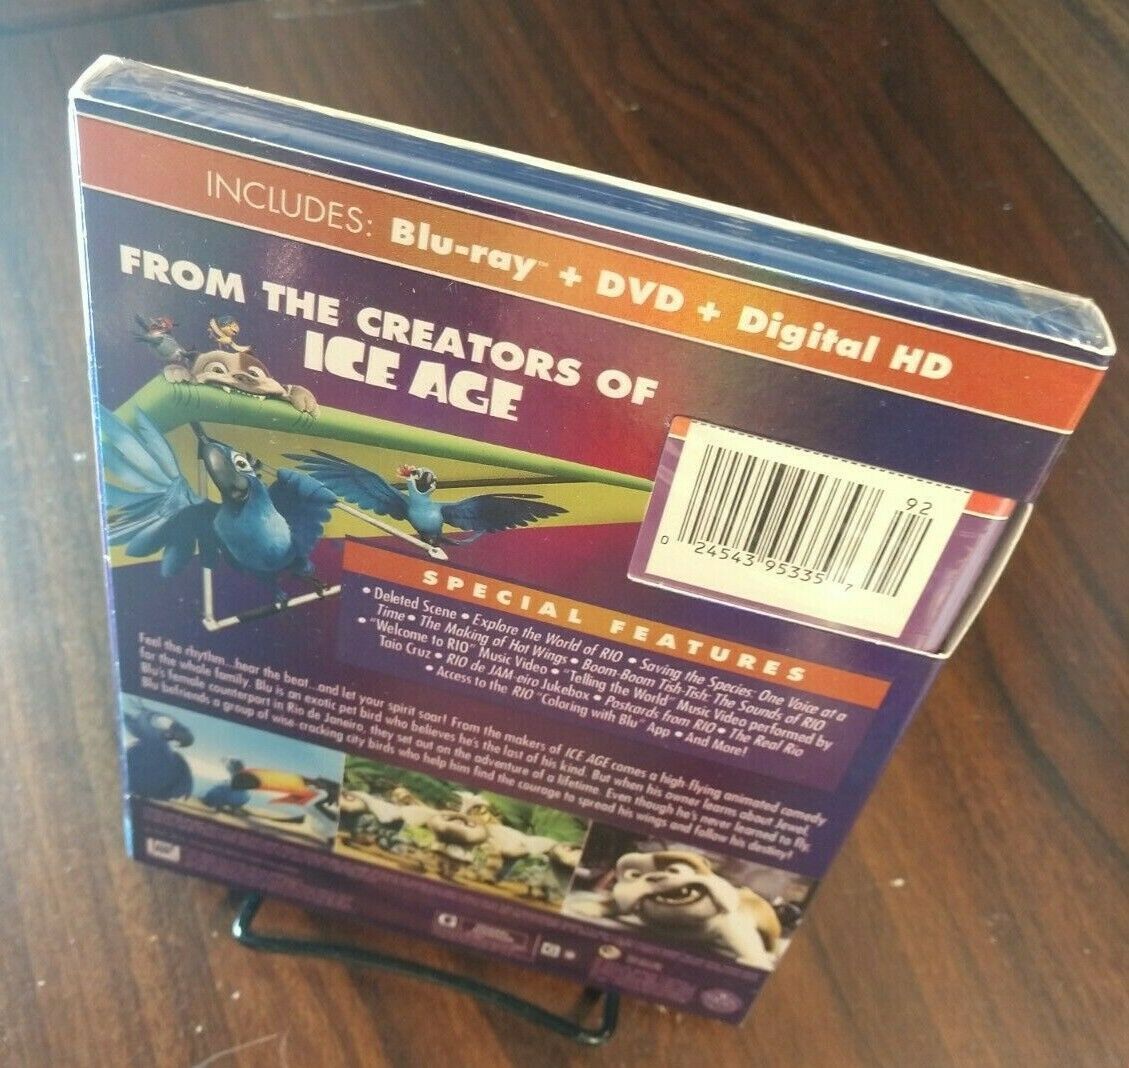 INCLUDES: Blu-ray™ + DVD + Digital HD
FROM THE CREATORS OF
ICE AGE
92
0 24543 95335 7
SPECIAL FEATURES
• Deleted Scene • Explore the World of RIO • Saving the Species: One Voice at a
Time • The Making of Hot Wings • Boom-Boom Tish-Tish: The Sounds of RIO
• "Welcome to RIO" Music Video • "Telling the World" Music Video performed by
Taio Cruz • RIO de JAM-eiro Jukebox • Postcards from RIO • The Real Rio
• Access to the RIO "Coloring with Blu" App • And More!
Feel the rhythm...hear the beat...and let your spirit soar! From the makers of ICE AGE comes a high-flying animated comedy
for the whole family. Blu is an exotic pet bird who believes he's the last of his kind. But when his owner learns about Jewel,
Blu's female counterpart in Rio de Janeiro, they set out on the adventure of a lifetime. Even though he's never learned to fly,
Blu befriends a group of wise-cracking city birds who help him find the courage to spread his wings and follow his destiny!
G